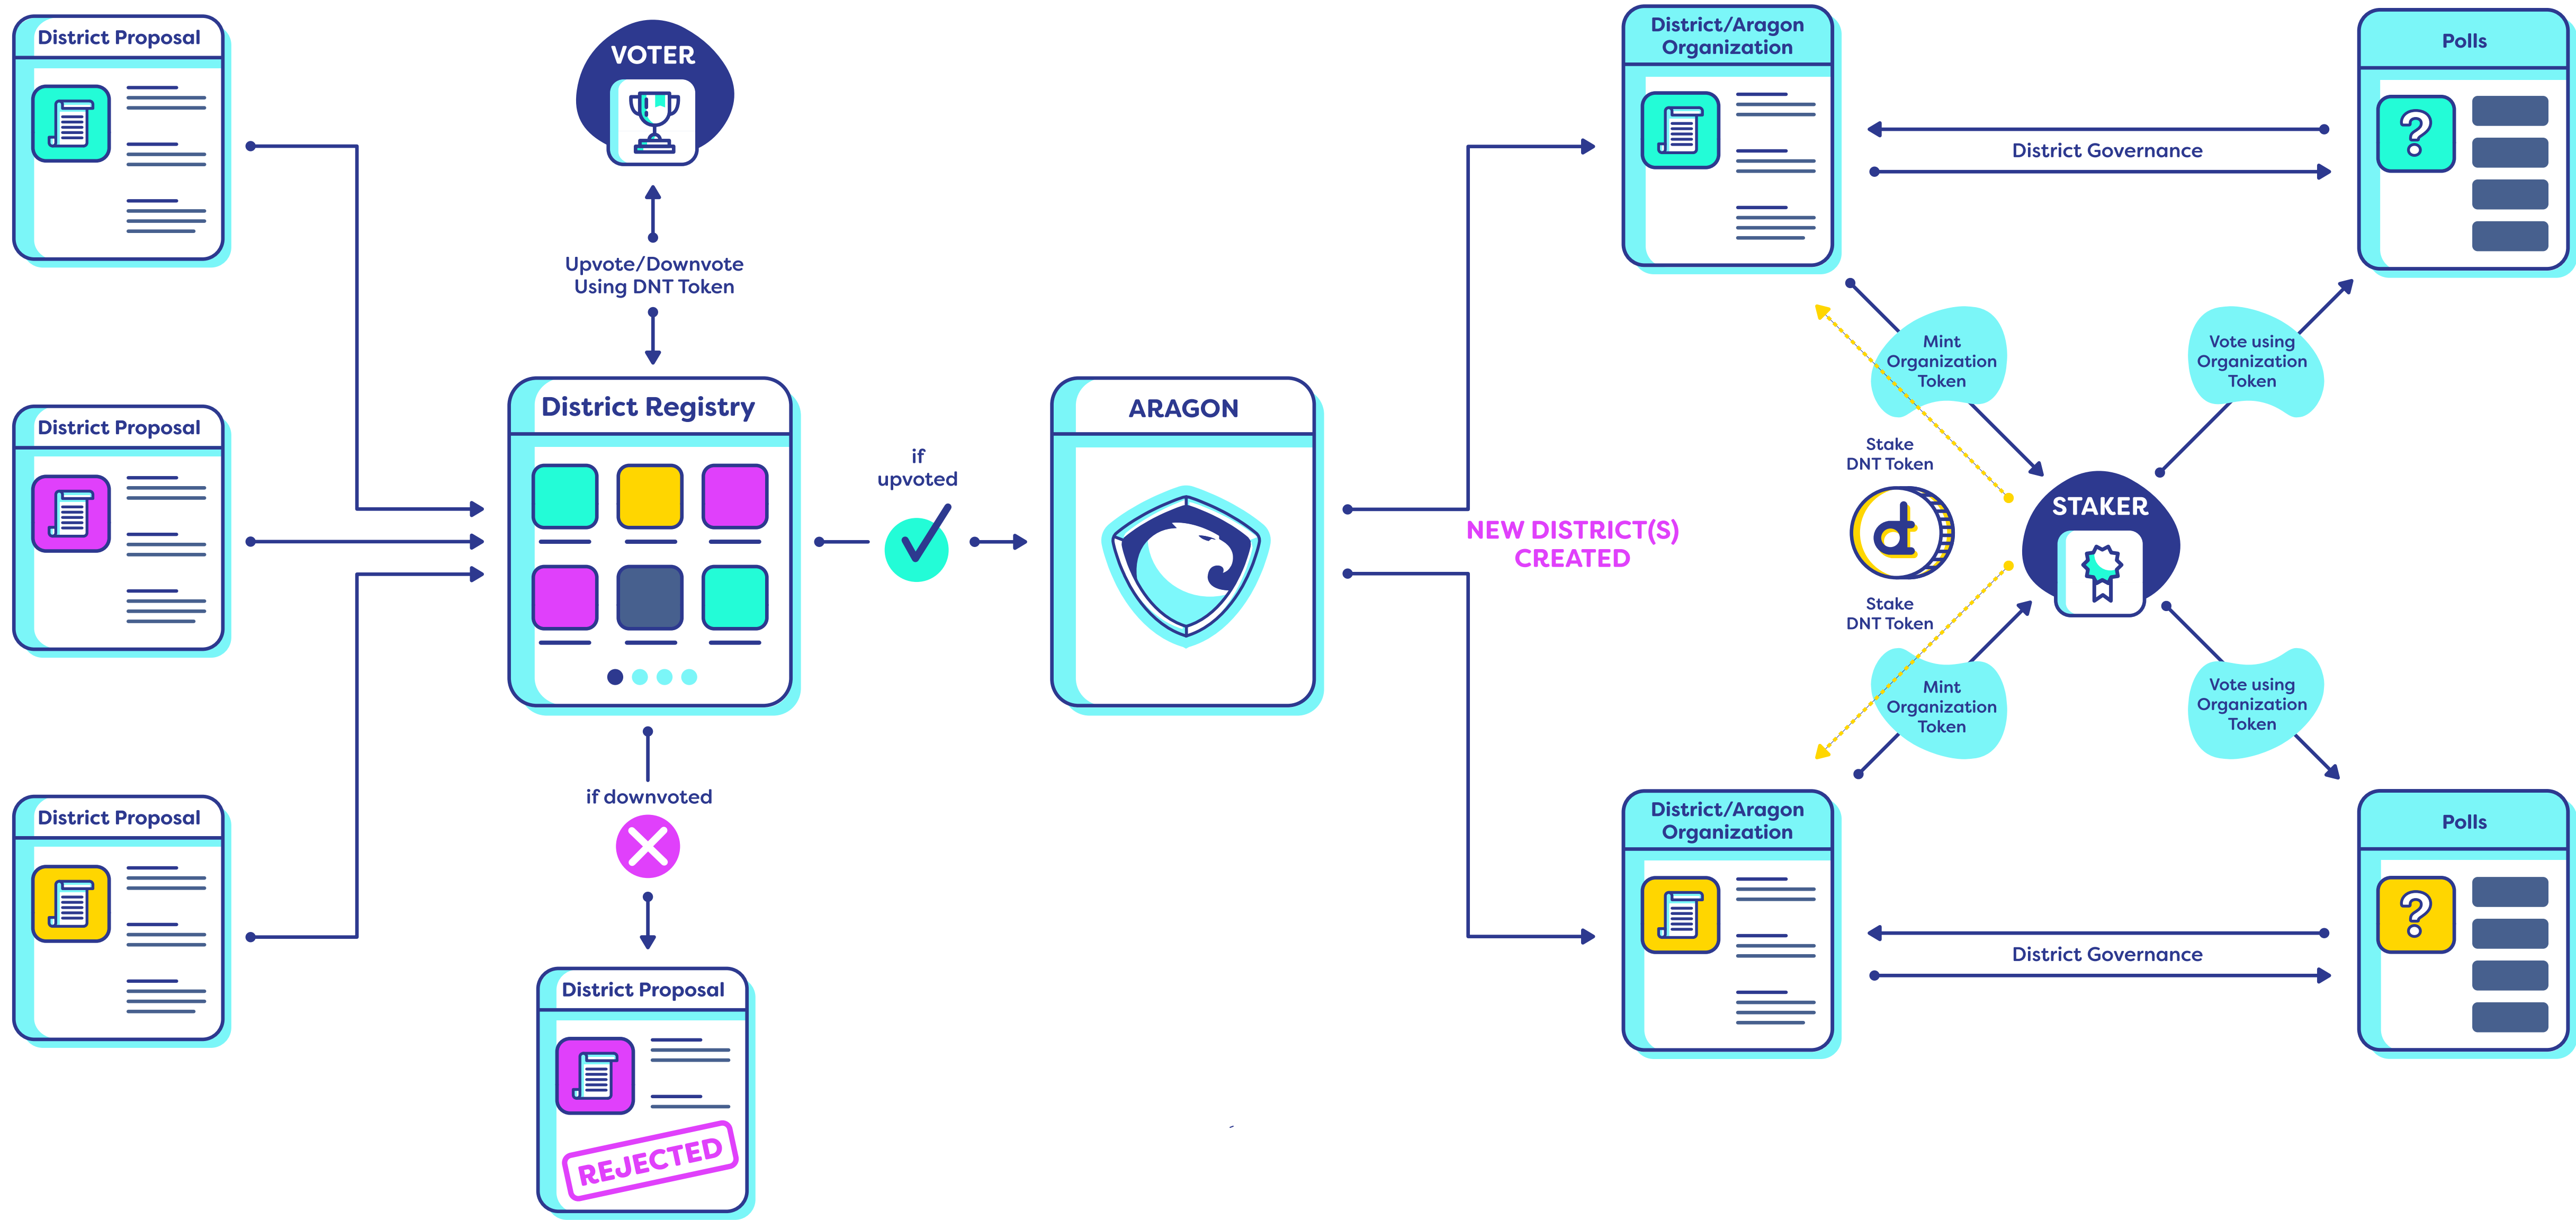 District Proposal
VOTER
Upvote/Downvote
Using DNT Token
District Proposal
District Proposal
District Registry
if
upvoted
if downvoted
District Proposal
REJECTED
ARAGON
NEW DISTRICT(S)
CREATED
District/Aragon
Organization
District Governance
Polls
Mint
Organization
Token
Vote using
Organization
Token
Stake
DNT Token
STAKER
Stake
DNT Token
Mint
Organization
Token
Vote using
Organization
Token
District/Aragon
Organization
District Governance
Polls